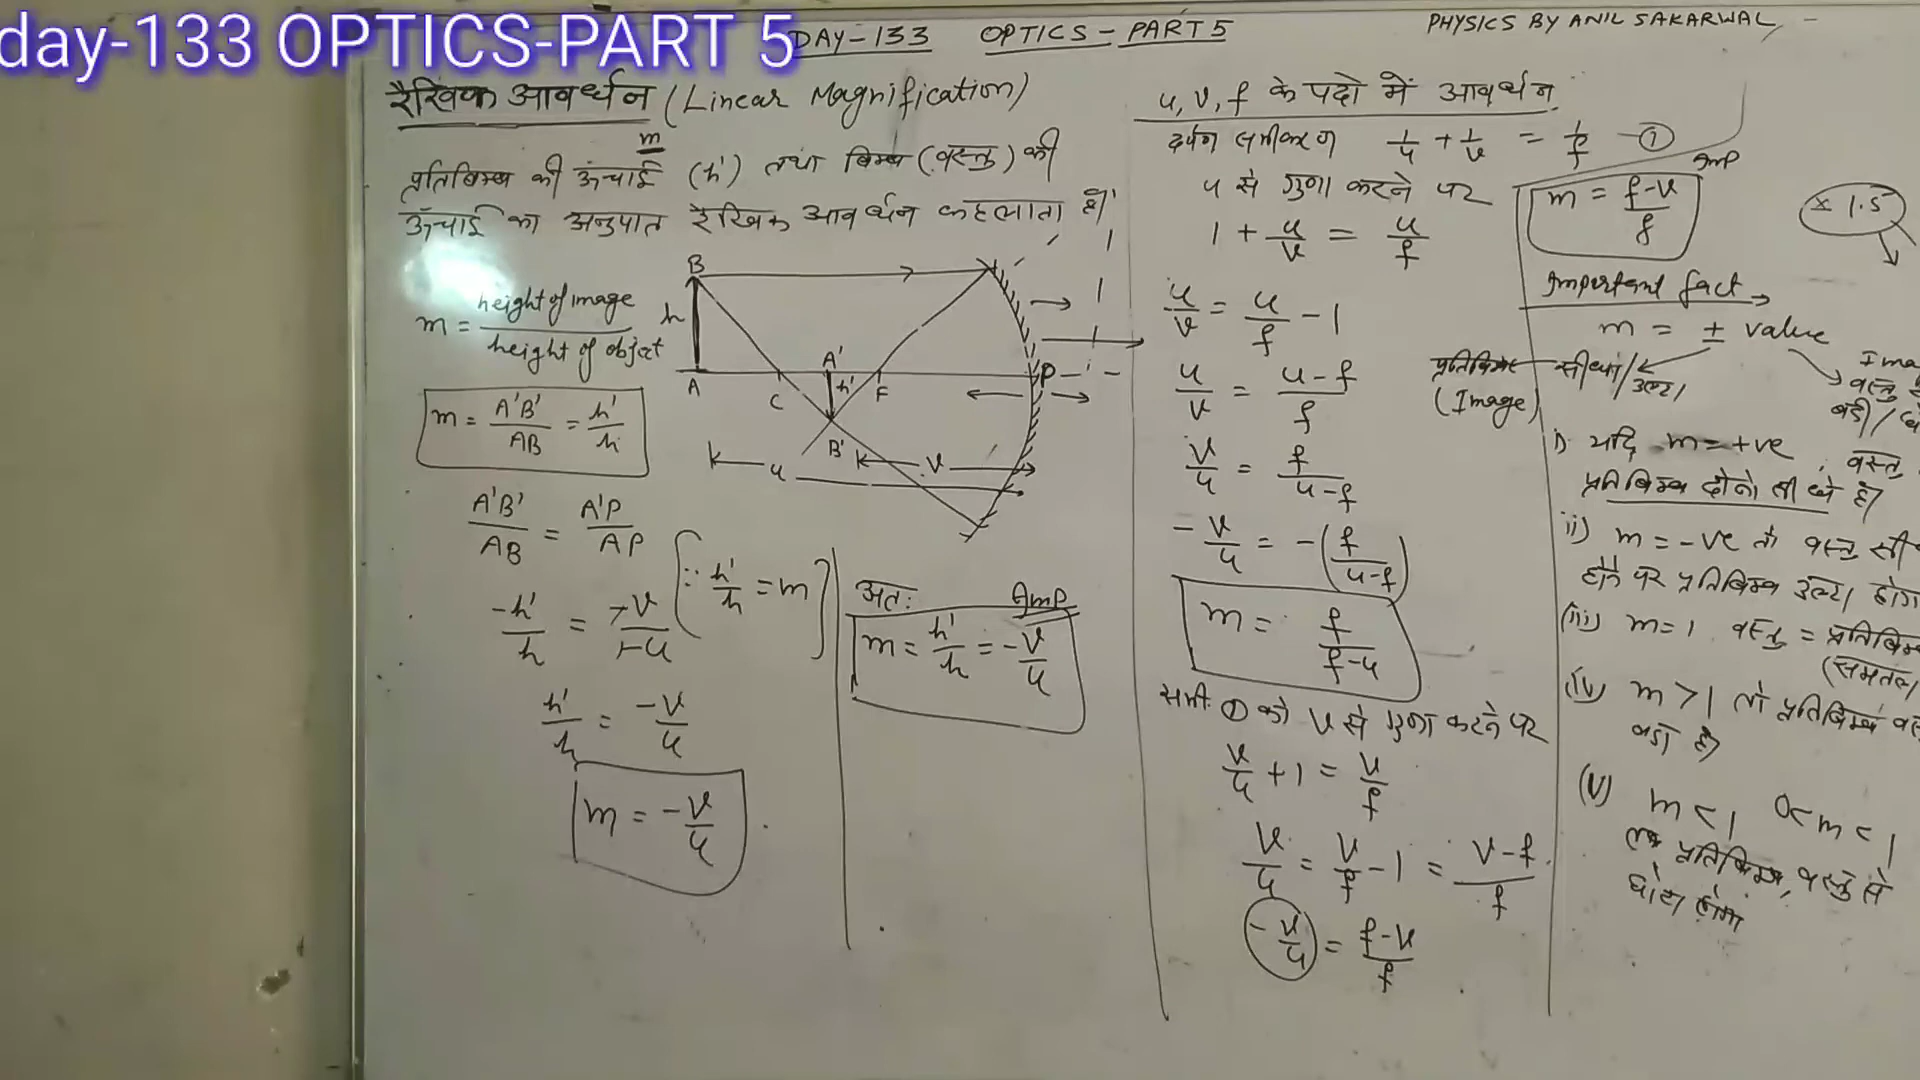 day-133 OPTICS-PART 5
DAY-133 OPTICS-PART 5
PHYSICS BY ANIL SAKARWAL
रैखिक आवर्धन (Linear Magnification)
m
प्रतिबिम्ब की ऊंचाई (h') तथा बिम्ब (वस्तु) की
ऊँचाई का अनुपात रैखिक आवर्धन कहलाता है।
m = height of image / height of object
m = A'B'/AB = h'/h
A'B'/AB = A'P/AP
-h'/h = -v/-u
(∵ h'/h = m)
h'/h = -v/u
m = -v/u
B
h
A
C
A'
h'
B'
F
P
u
v
अतः Imp
m = h'/h = -v/u
u, v, f के पदो में आवर्धन
दर्पण समीकरण 1/u + 1/v = 1/f -①
u से गुणा करने पर
1 + u/v = u/f
u/v = u/f - 1
u/v = u-f/f
v/u = f/u-f
-v/u = -(f/u-f)
m = f/f-u
समी. ① को v से गुणा करने पर
v/u + 1 = v/f
v/u = v/f - 1 = v-f/f
-v/u = f-v/f
Imp
m = f-v/f
× 1.5
Important fact
m = ± value
प्रतिबिम्ब सीधा/उल्टा
(Image)
वस्तु
i) यदि m = +ve, वस्तु
प्रतिबिम्ब दोनो सीधे है।
ii) m = -ve तो वस्तु सी
होने पर प्रतिबिम्ब उल्टा होगा
(iii) m = 1 वस्तु = प्रतिबिम्ब
(समतल
(iv) m > 1 तो प्रतिबिम्ब
बडा है।
(v) m < 1 0 < m < 1
प्रतिबिम्ब, वस्तु से
छोटा होगा